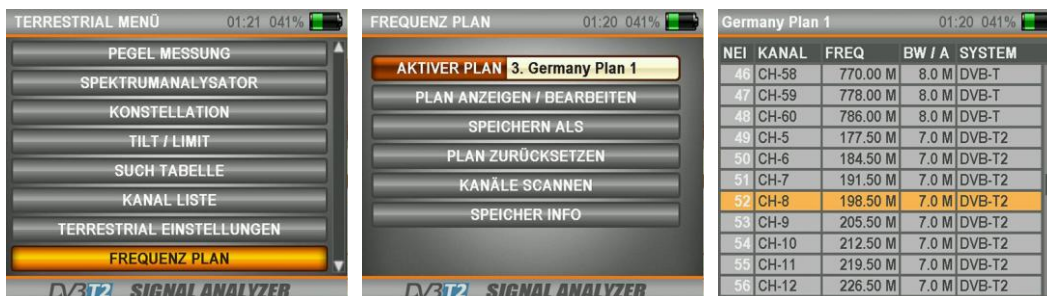 TERRESTRIAL MENÜ 01:21 041%
PEGEL MESSUNG
SPEKTRUMANALYSATOR
KONSTELLATION
TILT / LIMIT
SUCH TABELLE
KANAL LISTE
TERRESTRIAL EINSTELLUNGEN
FREQUENZ PLAN
T2 SIGNAL ANALYZER
FREQUENZ PLAN 01:20 041%
AKTIVER PLAN 3. Germany Plan 1
PLAN ANZEIGEN / BEARBEITEN
SPEICHERN ALS
PLAN ZURÜCKSETZEN
KANÄLE SCANNEN
SPEICHER INFO
T2 SIGNAL ANALYZER
Germany Plan 1 01:20 041%
NEI KANAL FREQ BW / A SYSTEM
46 CH-58 770.00 M 8.0 M DVB-T
47 CH-59 778.00 M 8.0 M DVB-T
48 CH-60 786.00 M 8.0 M DVB-T
49 CH-5 177.50 M 7.0 M DVB-T2
50 CH-6 184.50 M 7.0 M DVB-T2
51 CH-7 191.50 M 7.0 M DVB-T2
52 CH-8 198.50 M 7.0 M DVB-T2
53 CH-9 205.50 M 7.0 M DVB-T2
54 CH-10 212.50 M 7.0 M DVB-T2
55 CH-11 219.50 M 7.0 M DVB-T2
56 CH-12 226.50 M 7.0 M DVB-T2